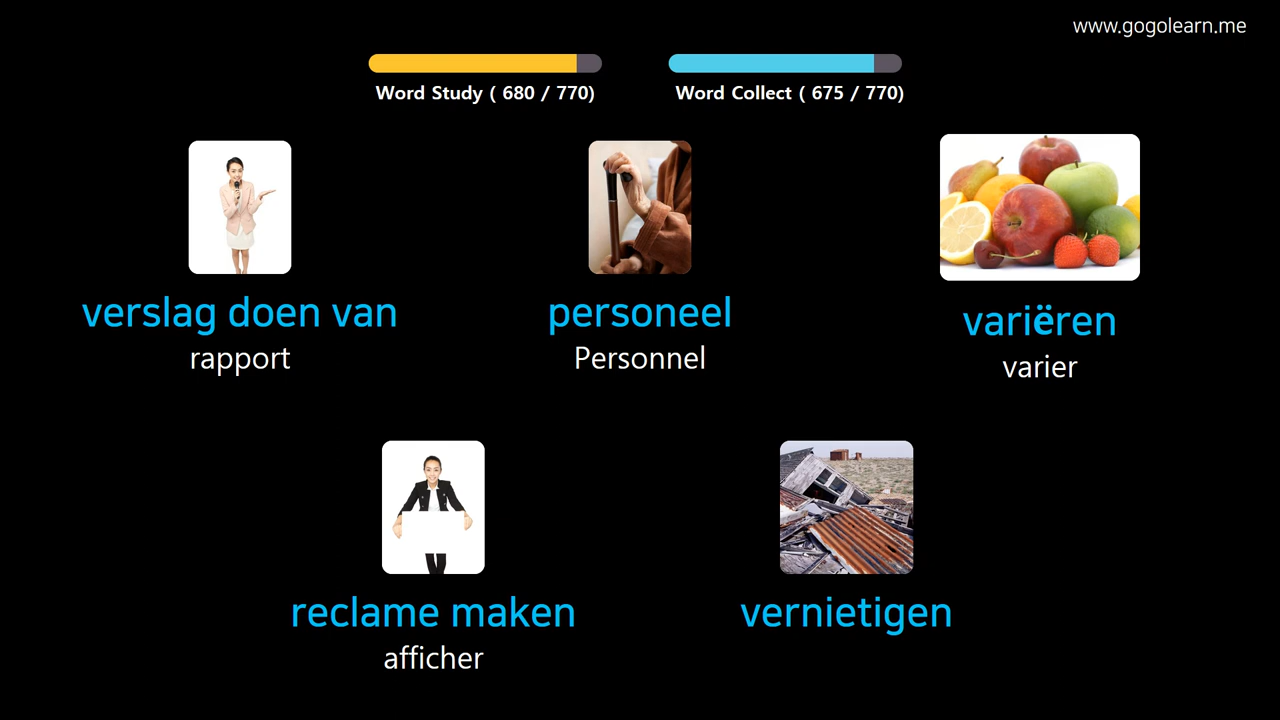 www.gogolearn.me
Word Study ( 680 / 770)
Word Collect ( 675 / 770)
verslag doen van
rapport
personeel
Personnel
variëren
varier
reclame maken
afficher
vernietigen